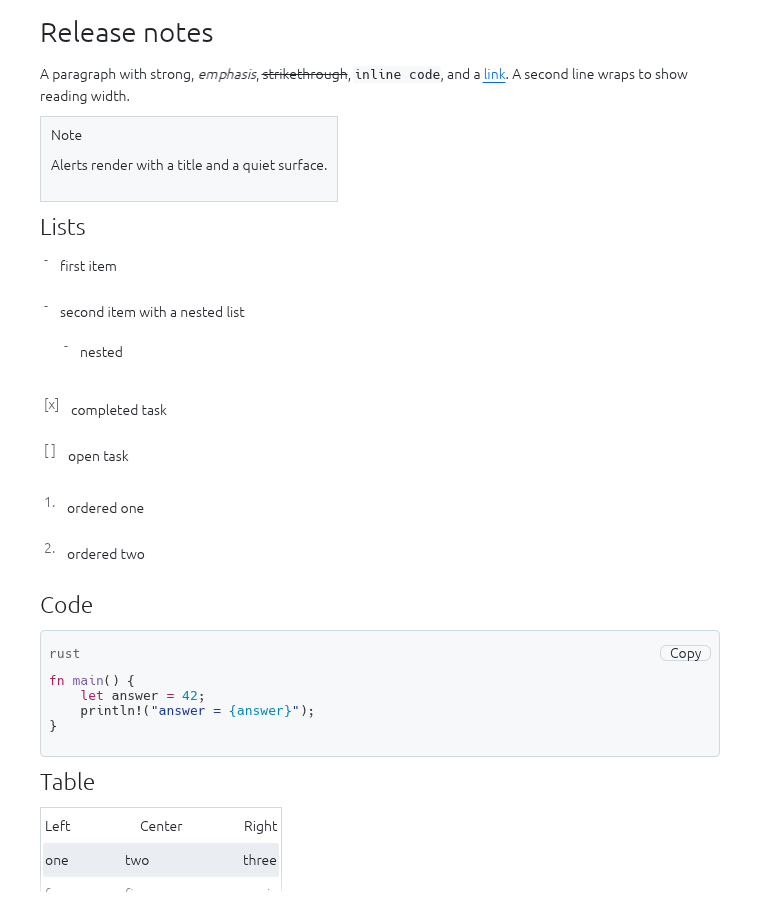 Release notes
A paragraph with strong, emphasis, strikethrough, inline code, and a link. A second line wraps to show
reading width.
Note
Alerts render with a title and a quiet surface.
Lists
- first item
- second item with a nested list
- nested
[x] completed task
[ ] open task
1. ordered one
2. ordered two
Code
rust Copy
fn main() {
    let answer = 42;
    println!("answer = {answer}");
}
Table
Left Center Right
one two three